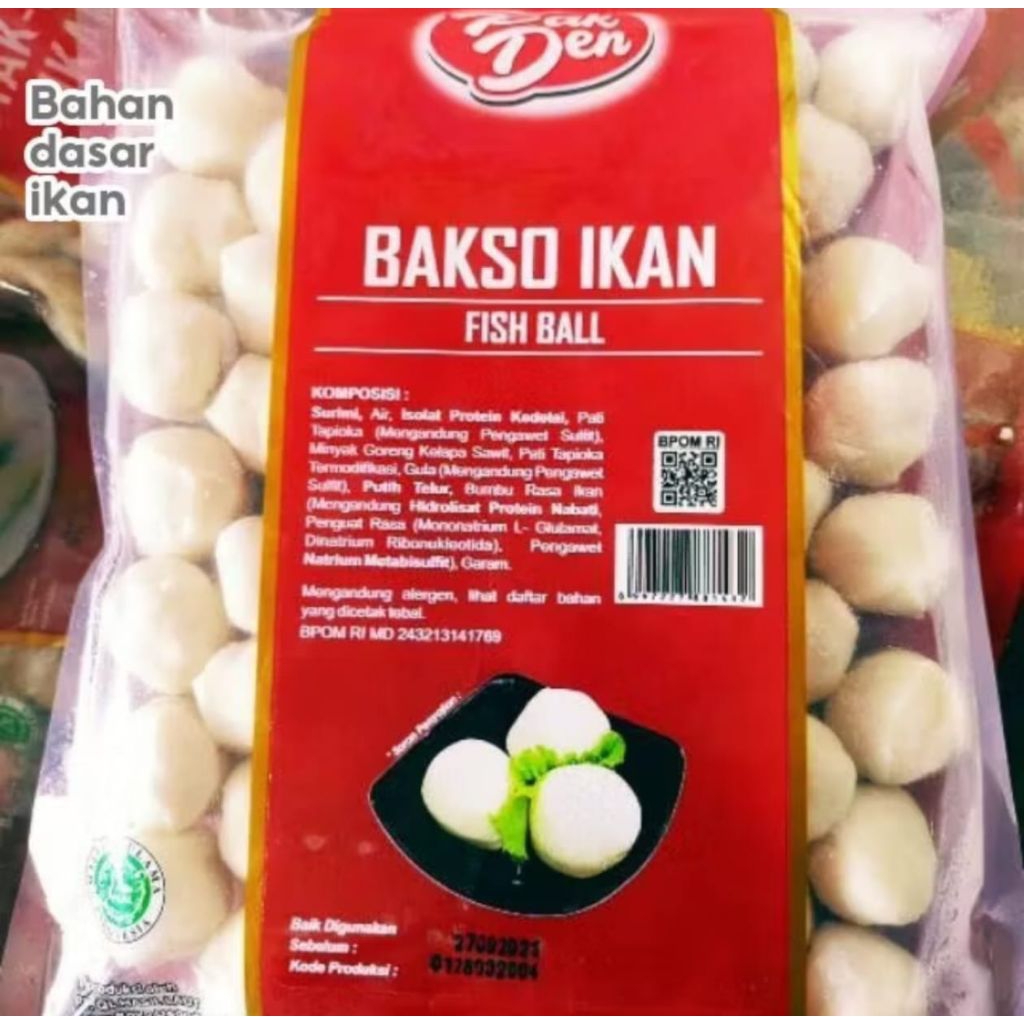 Pak
Den
Bahan
dasar
ikan
BAKSO IKAN
FISH BALL
KOMPOSISI :
Surimi, Air, Isolat Protein Kedelai, Pati
Tapioka (Mengandung Pengawet Sulfit),
Minyak Goreng Kelapa Sawit, Pati Tapioka
Termodifikasi, Gula (Mengandung Pengawet
Sulfit), Putih Telur, Bumbu Rasa Ikan
(Mengandung Hidrolisat Protein Nabati,
Penguat Rasa (Mononatrium L- Glutamat,
Dinatrium Ribonukleotida), Pengawet
Natrium Metabisulfit), Garam.
Mengandung alergen, lihat daftar bahan
yang dicetak tebal.
BPOM RI MD 243213141769
BPOM RI
* Saran Penyajian
Baik Digunakan
Sebelum :
Kode Produksi :